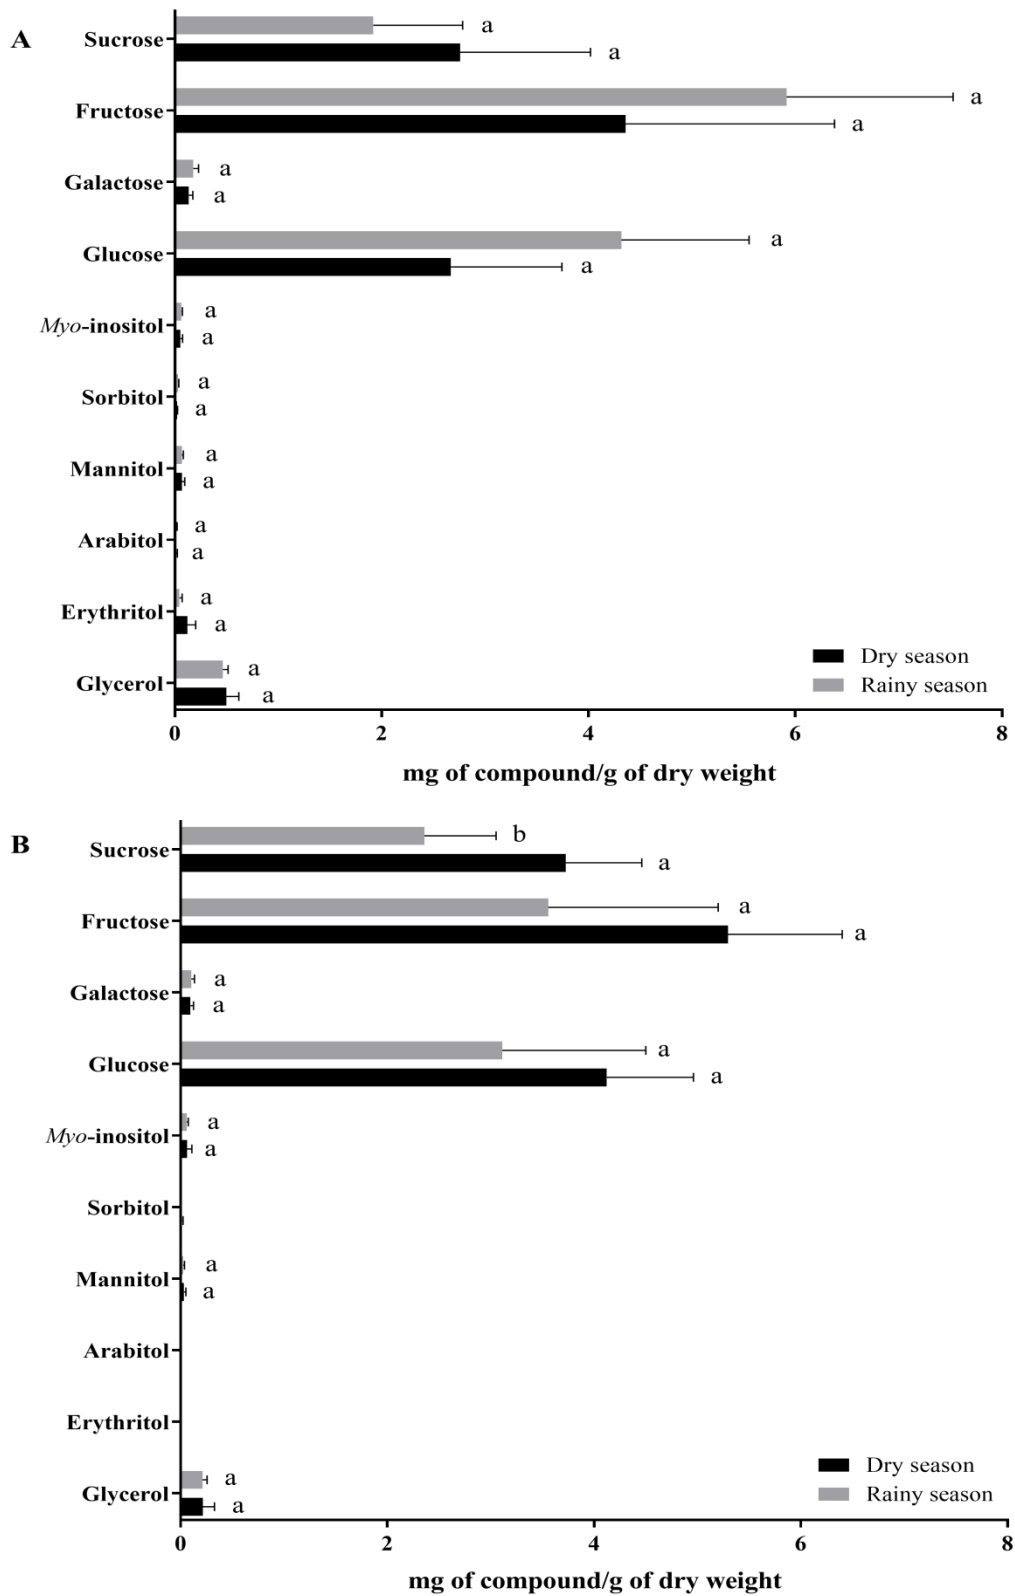 A
Sucrose
a
a
Fructose
a
a
Galactose
a
a
Glucose
a
a
Myo-inositol
a
a
Sorbitol
a
a
Mannitol
a
a
Arabitol
a
a
Erythritol
a
a
Glycerol
a
a
Dry season
Rainy season
0 2 4 6 8
mg of compound/g of dry weight
B
Sucrose
b
a
Fructose
a
a
Galactose
a
a
Glucose
a
a
Myo-inositol
a
a
Sorbitol
Mannitol
a
a
Arabitol
Erythritol
Glycerol
a
a
Dry season
Rainy season
0 2 4 6 8
mg of compound/g of dry weight